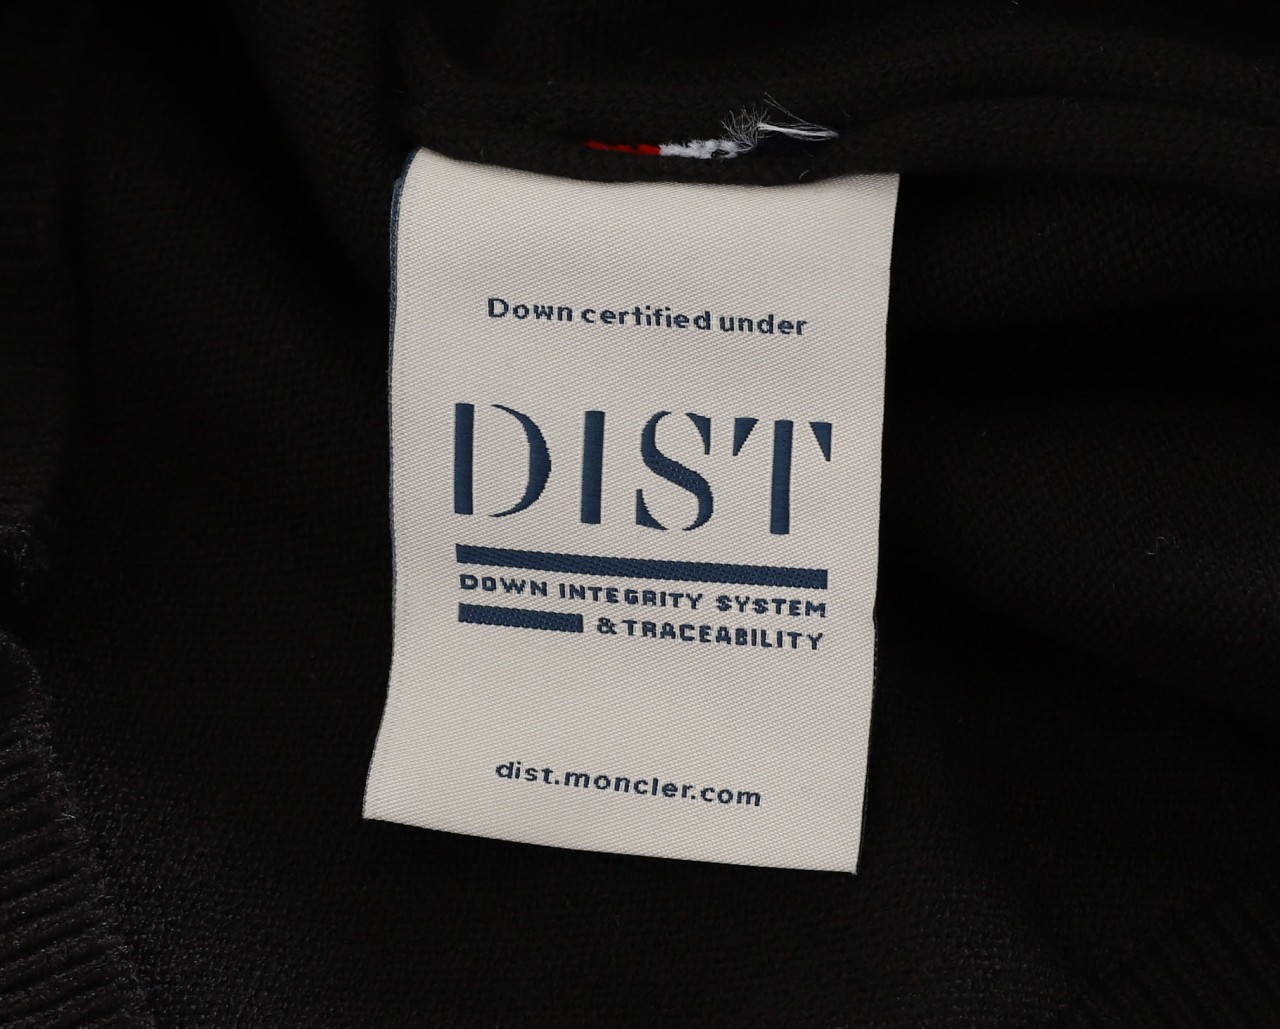 Down certified under
DIST
DOWN INTEGRITY SYSTEM
& TRACEABILITY
dist.moncler.com